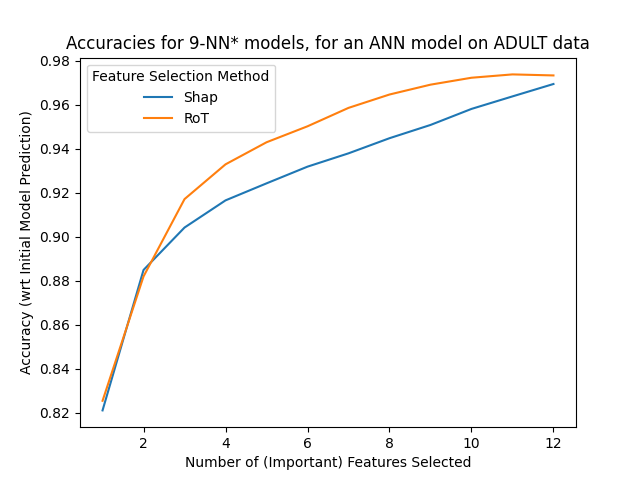 Accuracies for 9-NN* models, for an ANN model on ADULT data
0.98
0.96
0.94
0.92
0.90
0.88
0.86
0.84
0.82
Accuracy (wrt Initial Model Prediction)
Feature Selection Method
Shap
RoT
2
4
6
8
10
12
Number of (Important) Features Selected